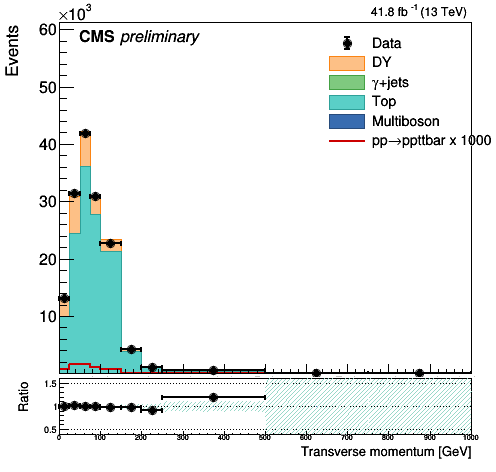 ×10³
41.8 fb⁻¹ (13 TeV)
CMS preliminary
Events
60
50
40
30
20
10
Data
DY
γ+jets
Top
Multiboson
pp→ppttbar x 1000
Ratio
1.5
1
0.5
0 100 200 300 400 500 600 700 800 900 1000
Transverse momentum [GeV]